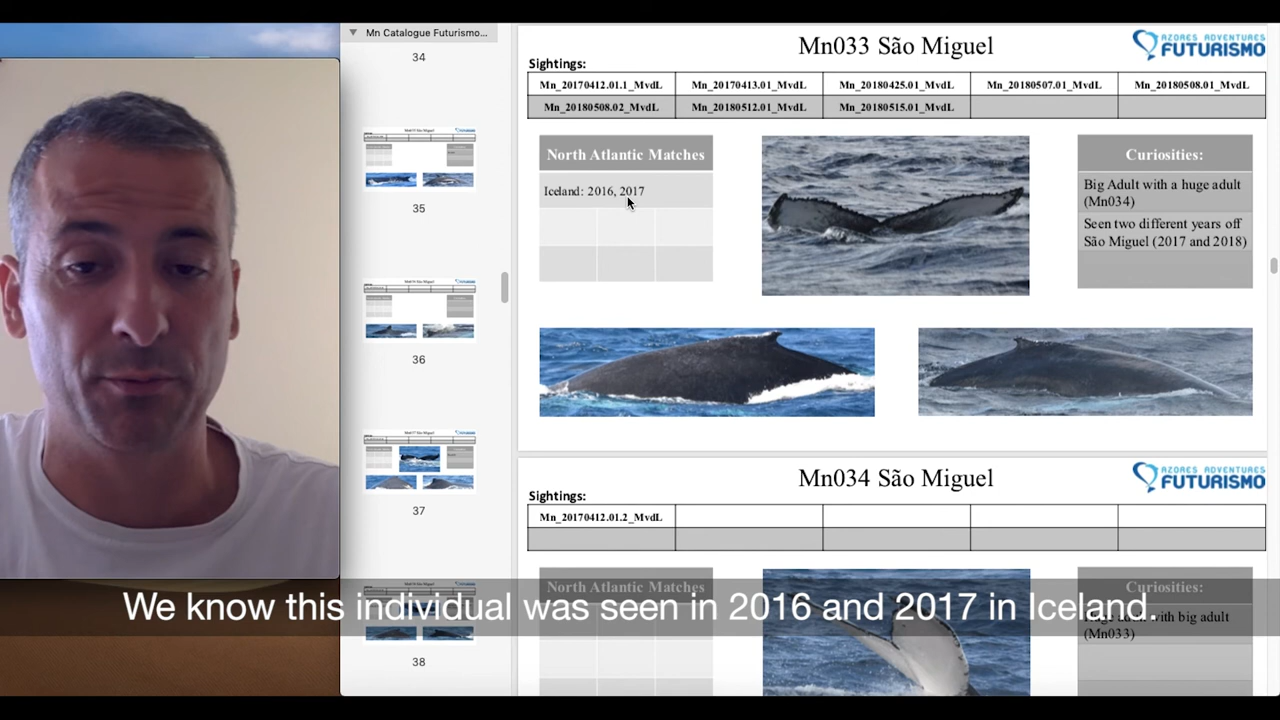 Mn Catalogue Futurismo...
34
35
36
37
38
Mn033 São Miguel
AZORES ADVENTURES
FUTURISMO
Sightings:
Mn_20170412.01.1_MvdL Mn_20170413.01_MvdL Mn_20180425.01_MvdL Mn_20180507.01_MvdL Mn_20180508.01_MvdL
Mn_20180508.02_MvdL Mn_20180512.01_MvdL Mn_20180515.01_MvdL
North Atlantic Matches
Iceland: 2016, 2017
Curiosities:
Big Adult with a huge adult
(Mn034)
Seen two different years off
São Miguel (2017 and 2018)
Mn034 São Miguel
AZORES ADVENTURES
FUTURISMO
Sightings:
Mn_20170412.01.2_MvdL
North Atlantic Matches
Curiosities:
Huge adult with big adult
(Mn033)
We know this individual was seen in 2016 and 2017 in Iceland.